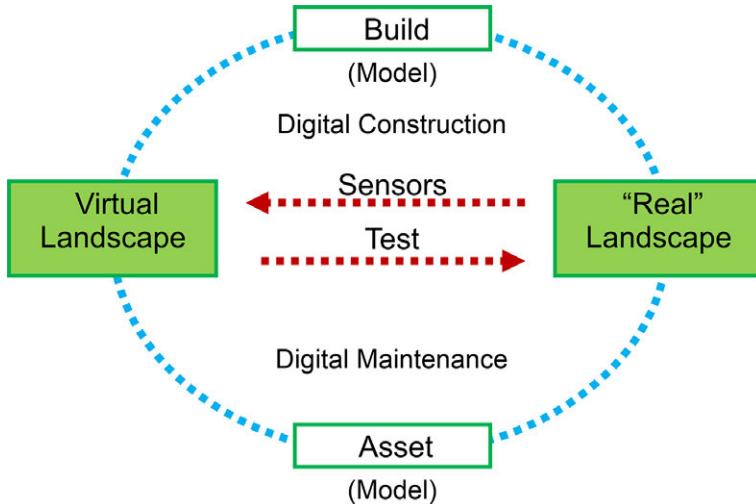 Build
(Model)
Digital Construction
Virtual
Landscape
Sensors
Test
“Real”
Landscape
Digital Maintenance
Asset
(Model)